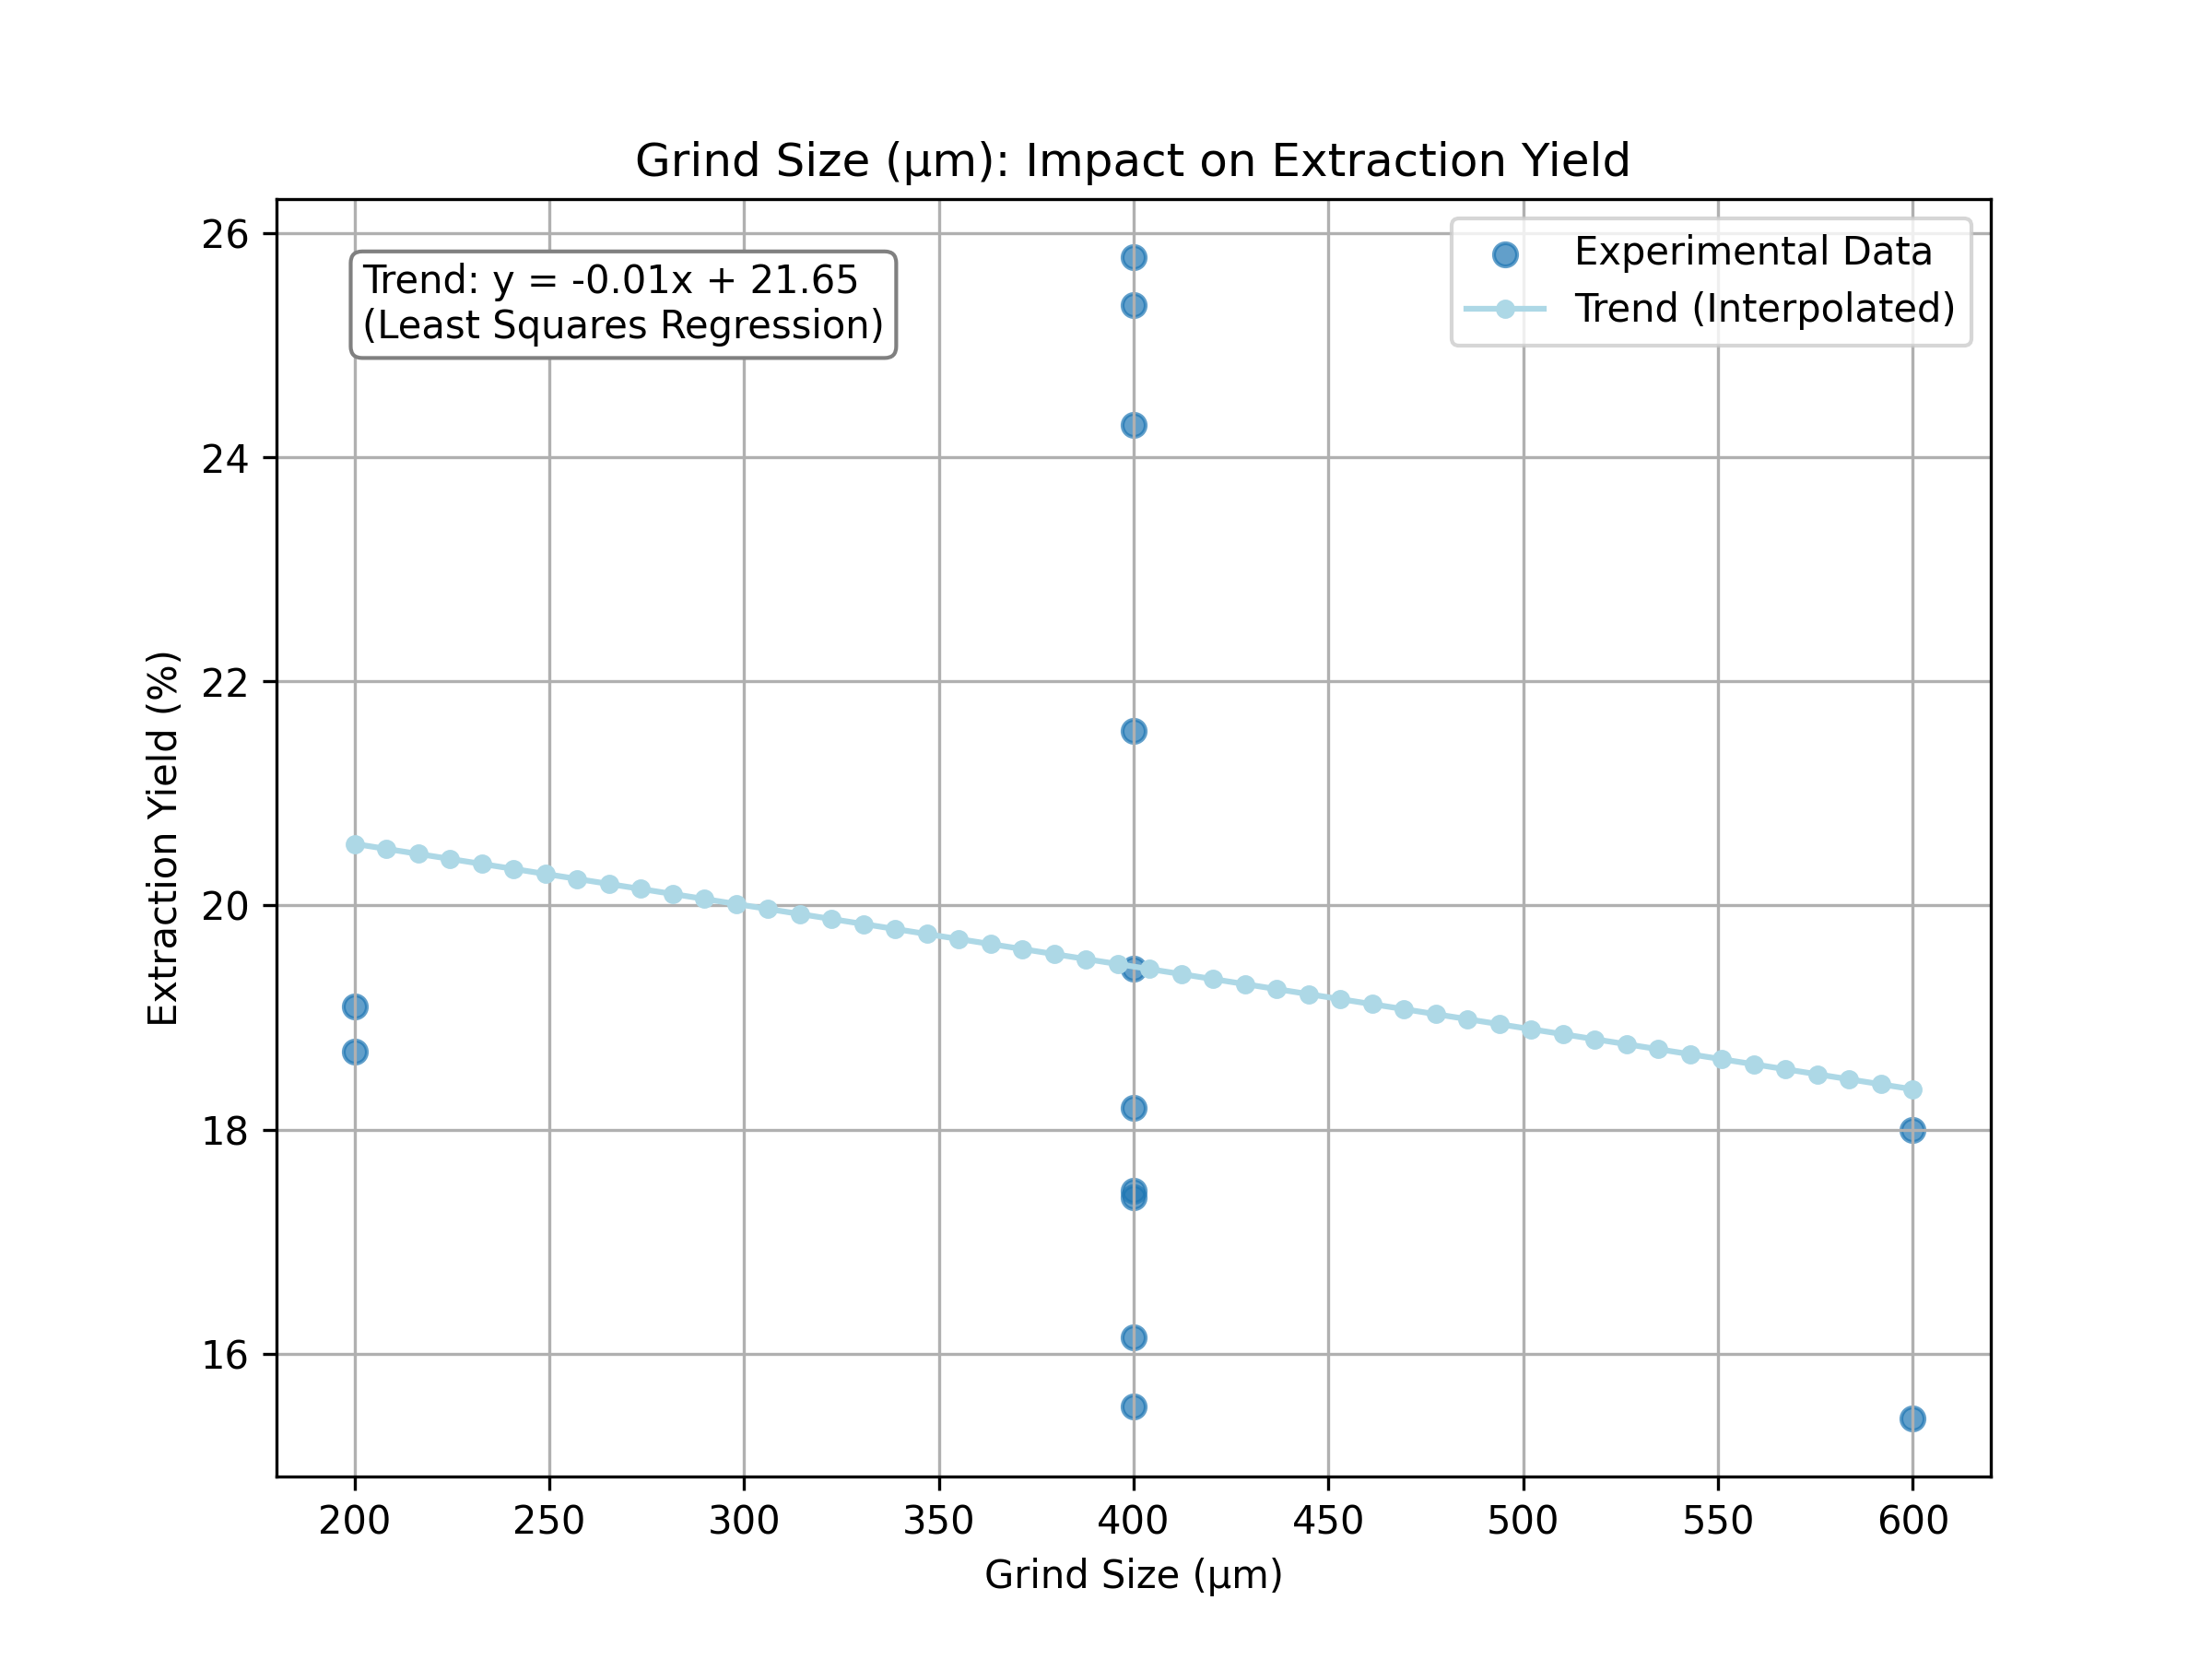 Grind Size (μm): Impact on Extraction Yield
26
24
22
20
18
16
Extraction Yield (%)
Trend: y = -0.01x + 21.65
(Least Squares Regression)
Experimental Data
Trend (Interpolated)
200 250 300 350 400 450 500 550 600
Grind Size (μm)